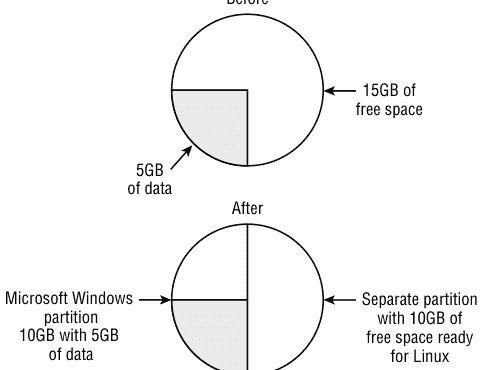 Before
15GB of
free space
5GB
of data
After
Microsoft Windows
partition
10GB with 5GB
of data
Separate partition
with 10GB of
free space ready
for Linux